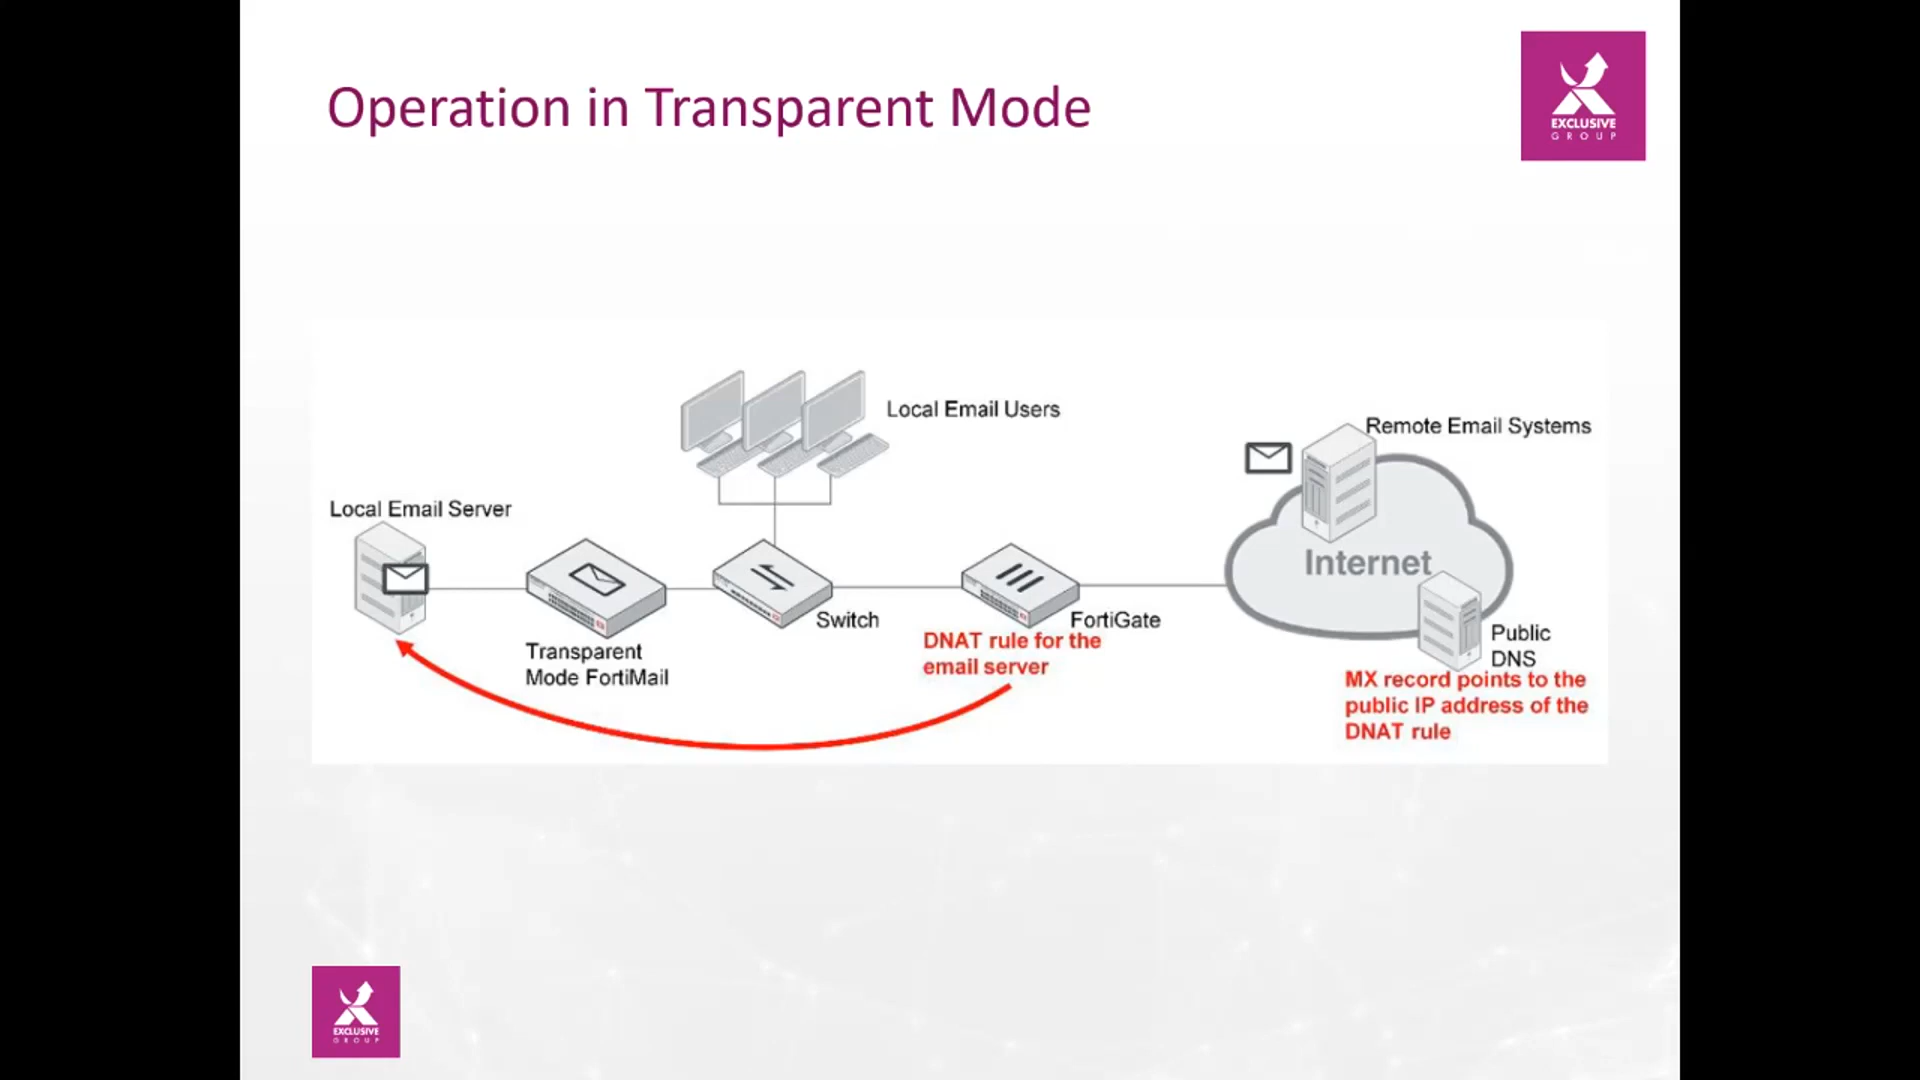 Operation in Transparent Mode
EXCLUSIVE
GROUP
Local Email Users
Remote Email Systems
Local Email Server
Internet
Switch
FortiGate
DNAT rule for the
email server
Transparent
Mode FortiMail
Public
DNS
MX record points to the
public IP address of the
DNAT rule
EXCLUSIVE
GROUP